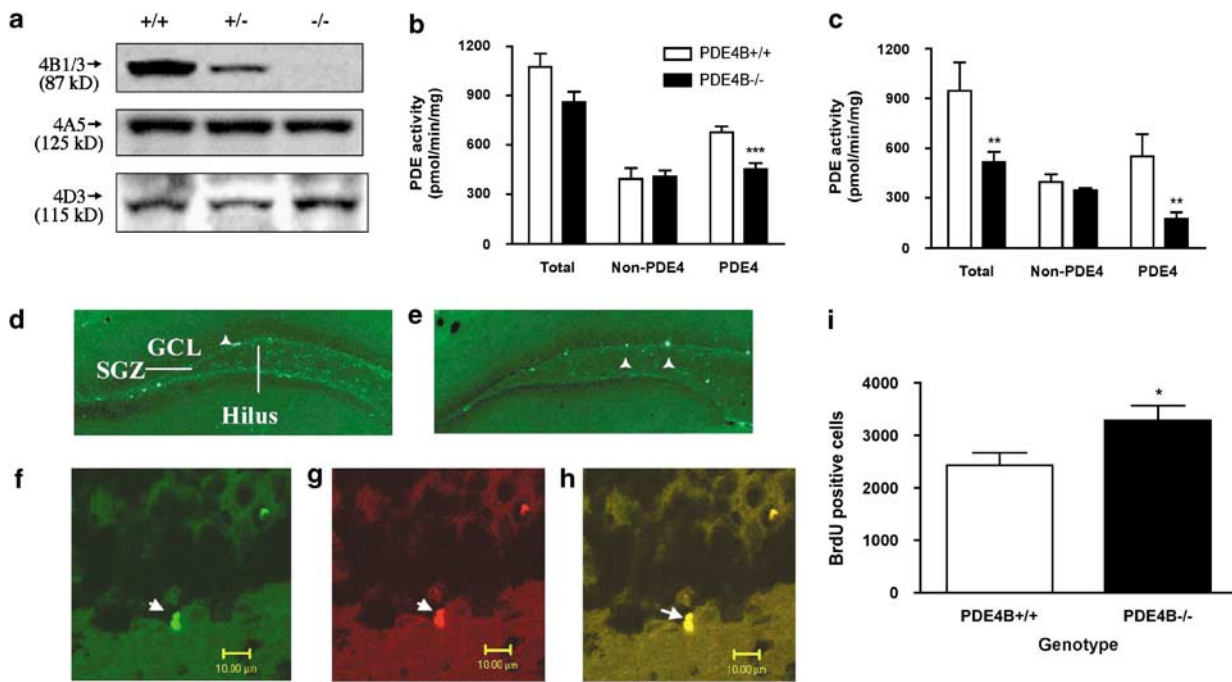 a
+/+ +/- -/-
4B1/3→
(87 kD)
4A5→
(125 kD)
4D3→
(115 kD)
b
PDE activity
(pmol/min/mg)
1200
900
600
300
0
PDE4B+/+
PDE4B-/-
***
Total Non-PDE4 PDE4
c
PDE activity
(pmol/min/mg)
1200
900
600
300
0
**
**
Total Non-PDE4 PDE4
d
GCL
SGZ
Hilus
e
f
10.00 µm
g
10.00 µm
h
10.00 µm
i
BrdU positive cells
4000
3000
2000
1000
0
*
PDE4B+/+ PDE4B-/-
Genotype